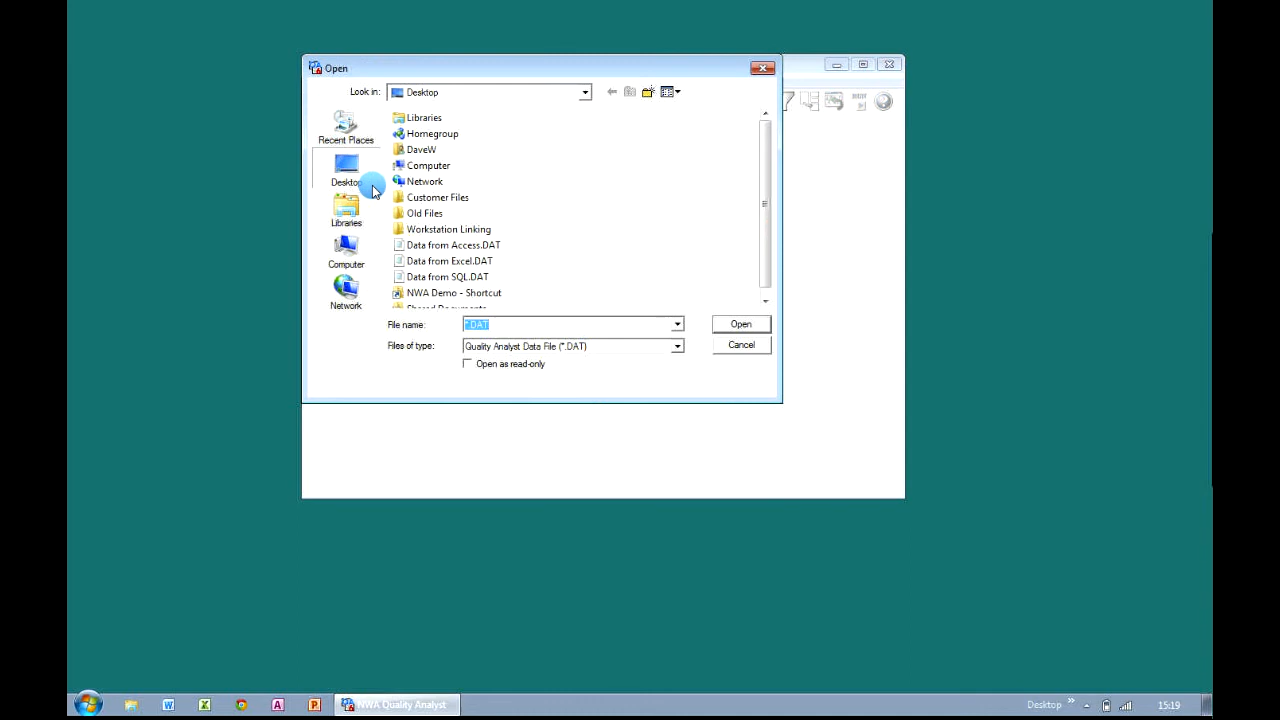 Open
Look in:
Desktop
Recent Places
Desktop
Libraries
Computer
Network
Libraries
Homegroup
DaveW
Computer
Network
Customer Files
Old Files
Workstation Linking
Data from Access.DAT
Data from Excel.DAT
Data from SQL.DAT
NWA Demo - Shortcut
Shared Documents
File name:
*.DAT
Open
Files of type:
Quality Analyst Data File (*.DAT)
Cancel
Open as read-only
NWA Quality Analyst
Desktop
15:19